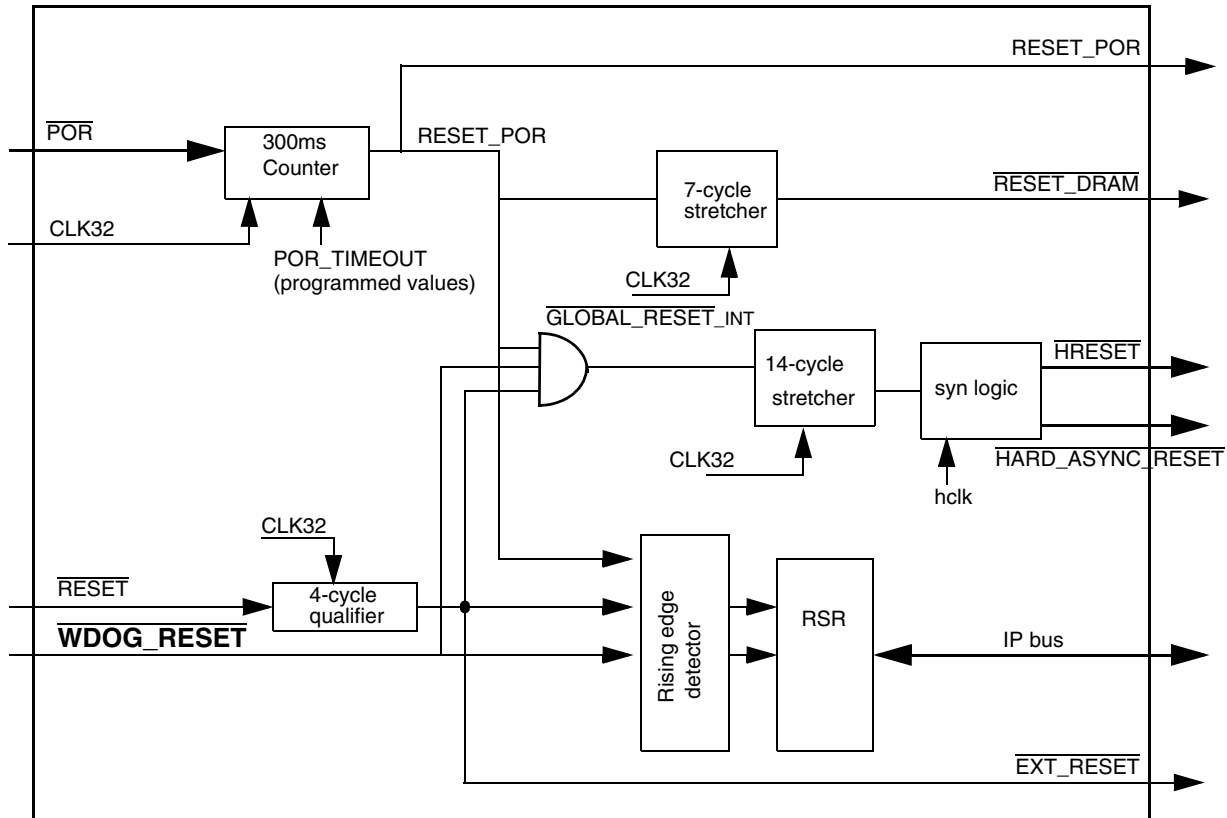 RESET_POR
POR
300ms
Counter
RESET_POR
7-cycle
stretcher
RESET_DRAM
CLK32
POR_TIMEOUT
(programmed values)
CLK32
GLOBAL_RESET_INT
14-cycle
stretcher
syn logic
HRESET
CLK32
HARD_ASYNC_RESET
hclk
CLK32
RESET
4-cycle
qualifier
WDOG_RESET
Rising edge
detector
RSR
IP bus
EXT_RESET